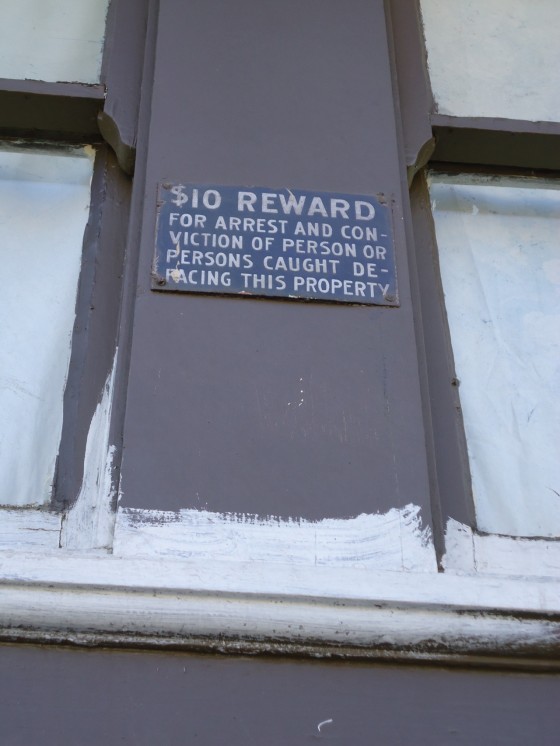 $10 REWARD
FOR ARREST AND CON-
VICTION OF PERSON OR
PERSONS CAUGHT DE-
FACING THIS PROPERTY